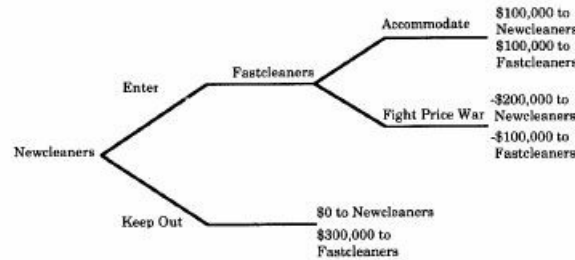 Accommodate
$100,000 to
Newcleaners
$100,000 to
Fastcleaners
Fastcleaners
Enter
Fight Price War
-$200,000 to
Newcleaners
-$100,000 to
Fastcleaners
Newcleaners
Keep Out
$0 to Newcleaners
$300,000 to
Fastcleaners